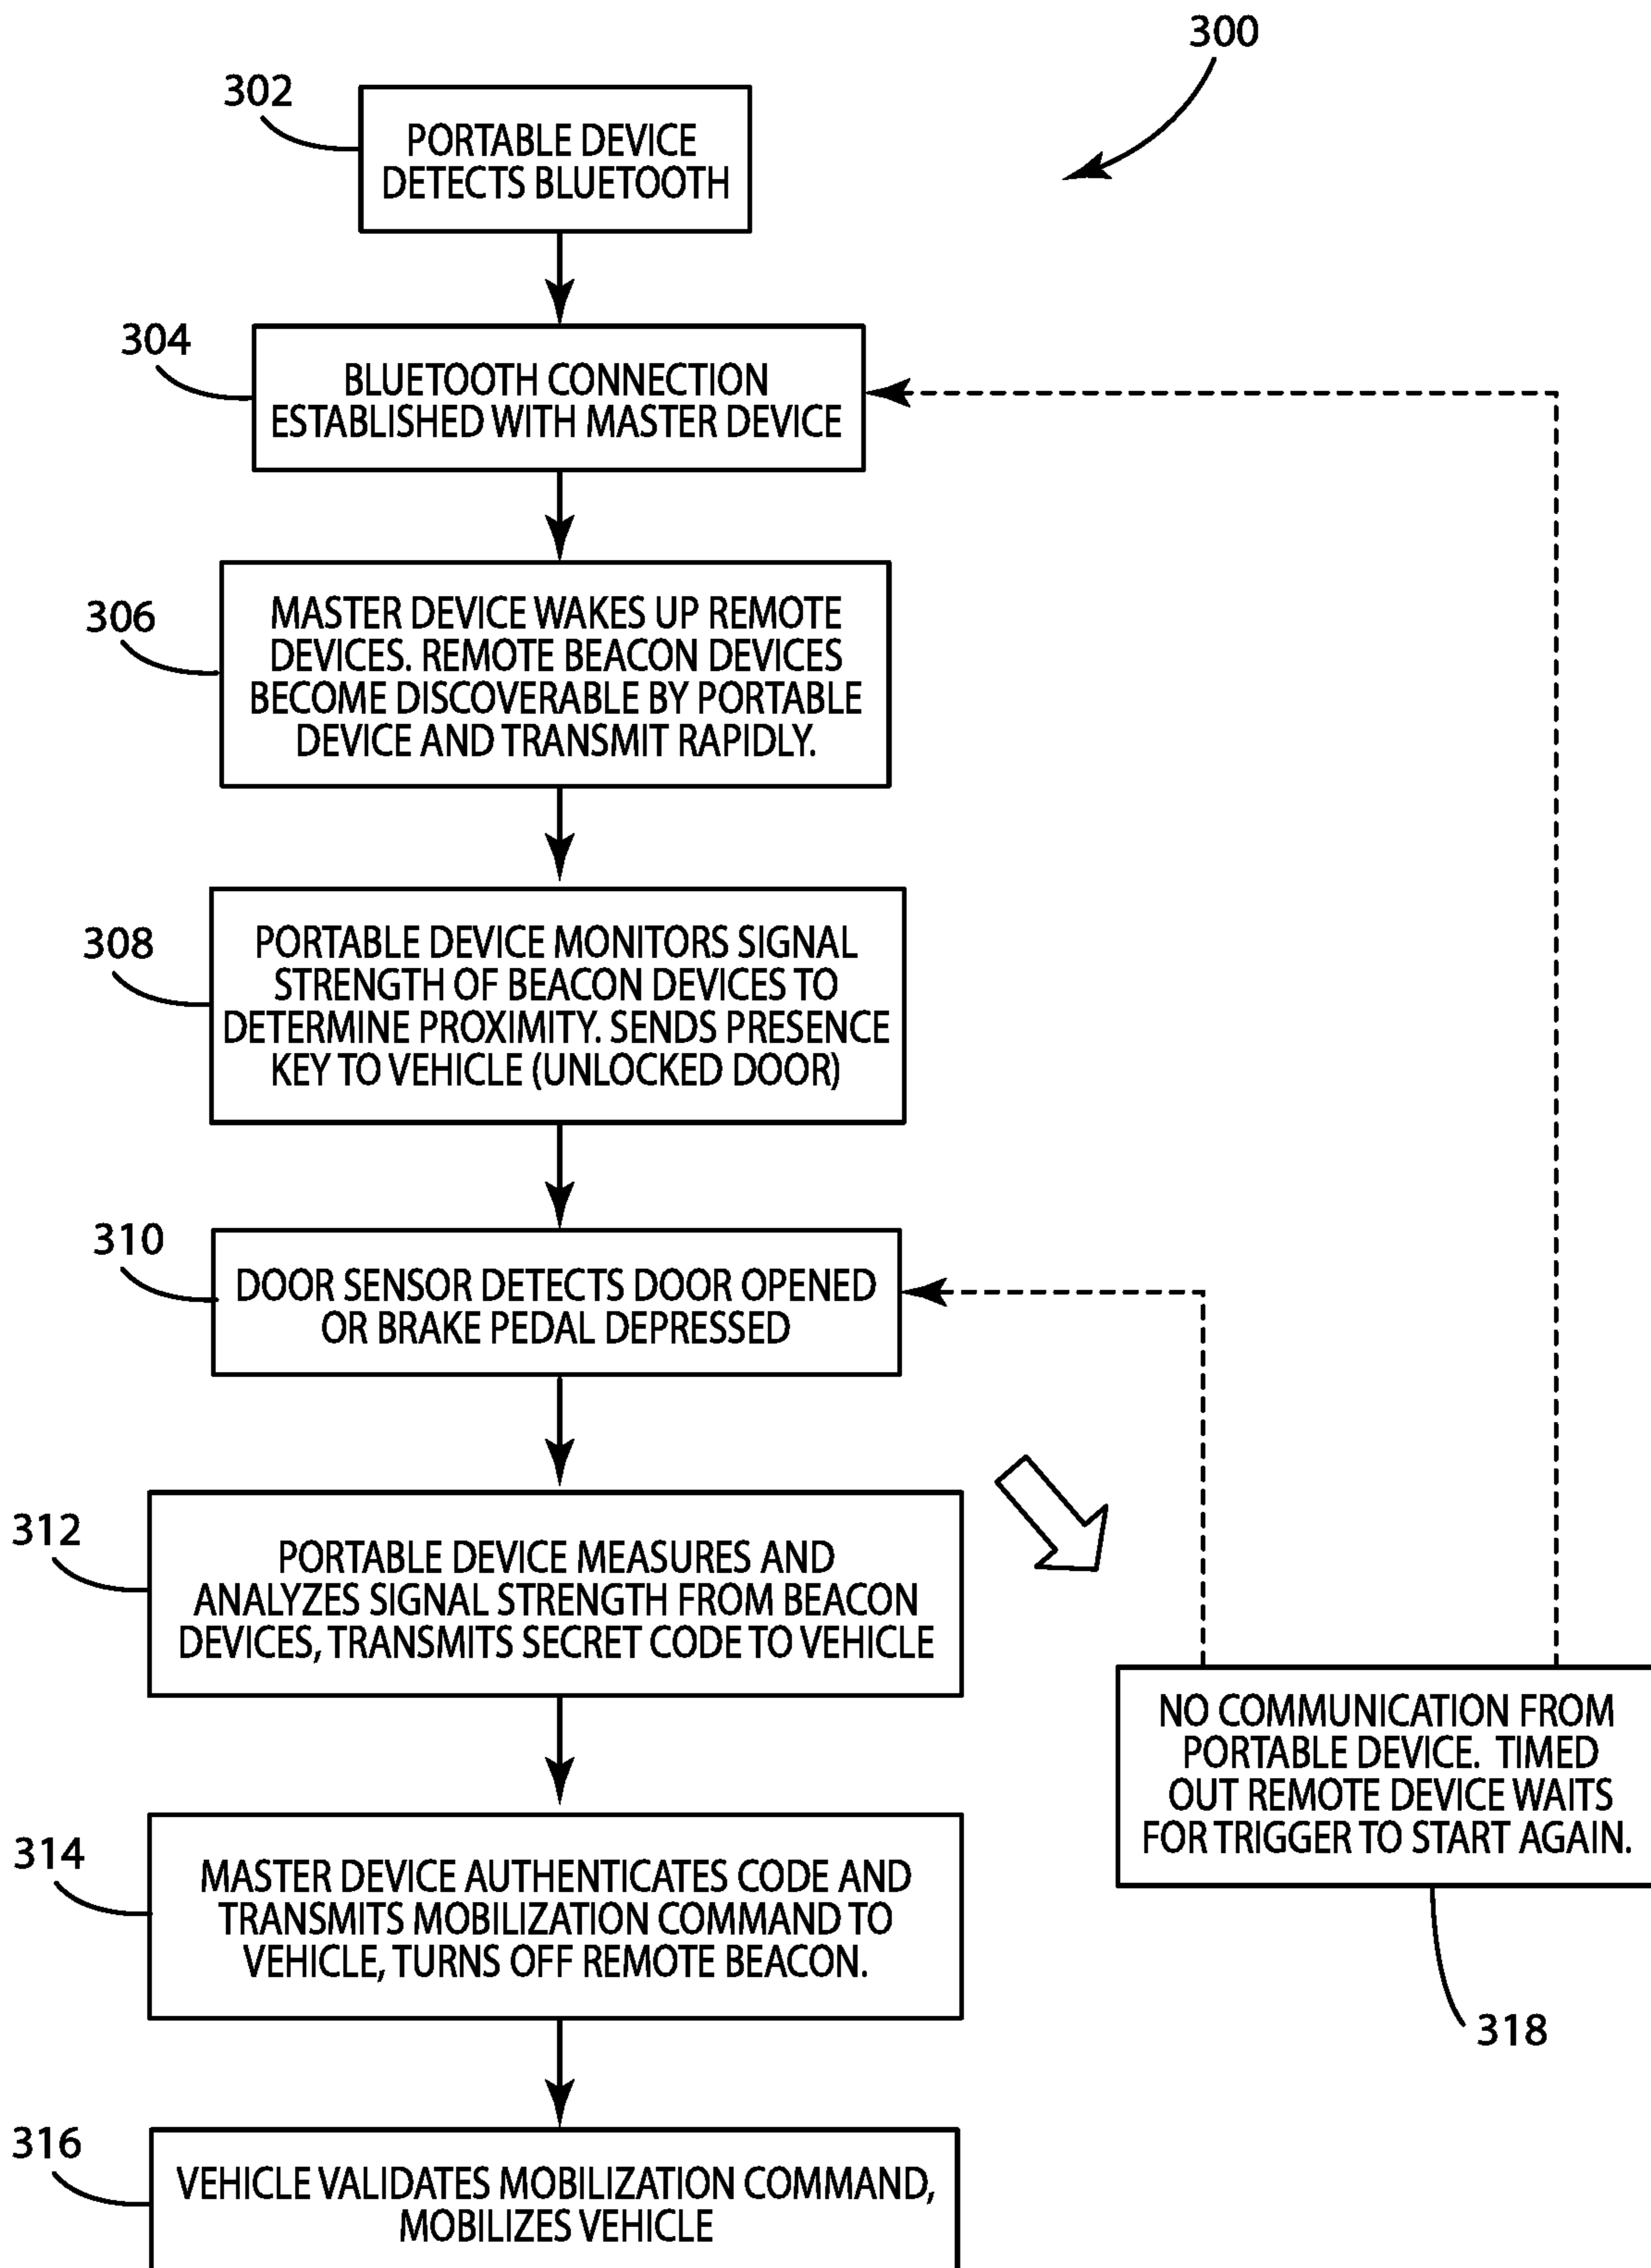 300
302
PORTABLE DEVICE
DETECTS BLUETOOTH
304
BLUETOOTH CONNECTION
ESTABLISHED WITH MASTER DEVICE
306
MASTER DEVICE WAKES UP REMOTE
DEVICES. REMOTE BEACON DEVICES
BECOME DISCOVERABLE BY PORTABLE
DEVICE AND TRANSMIT RAPIDLY.
308
PORTABLE DEVICE MONITORS SIGNAL
STRENGTH OF BEACON DEVICES TO
DETERMINE PROXIMITY. SENDS PRESENCE
KEY TO VEHICLE (UNLOCKED DOOR)
310
DOOR SENSOR DETECTS DOOR OPENED
OR BRAKE PEDAL DEPRESSED
312
PORTABLE DEVICE MEASURES AND
ANALYZES SIGNAL STRENGTH FROM BEACON
DEVICES, TRANSMITS SECRET CODE TO VEHICLE
NO COMMUNICATION FROM
PORTABLE DEVICE. TIMED
OUT REMOTE DEVICE WAITS
FOR TRIGGER TO START AGAIN.
318
314
MASTER DEVICE AUTHENTICATES CODE AND
TRANSMITS MOBILIZATION COMMAND TO
VEHICLE, TURNS OFF REMOTE BEACON.
316
VEHICLE VALIDATES MOBILIZATION COMMAND,
MOBILIZES VEHICLE